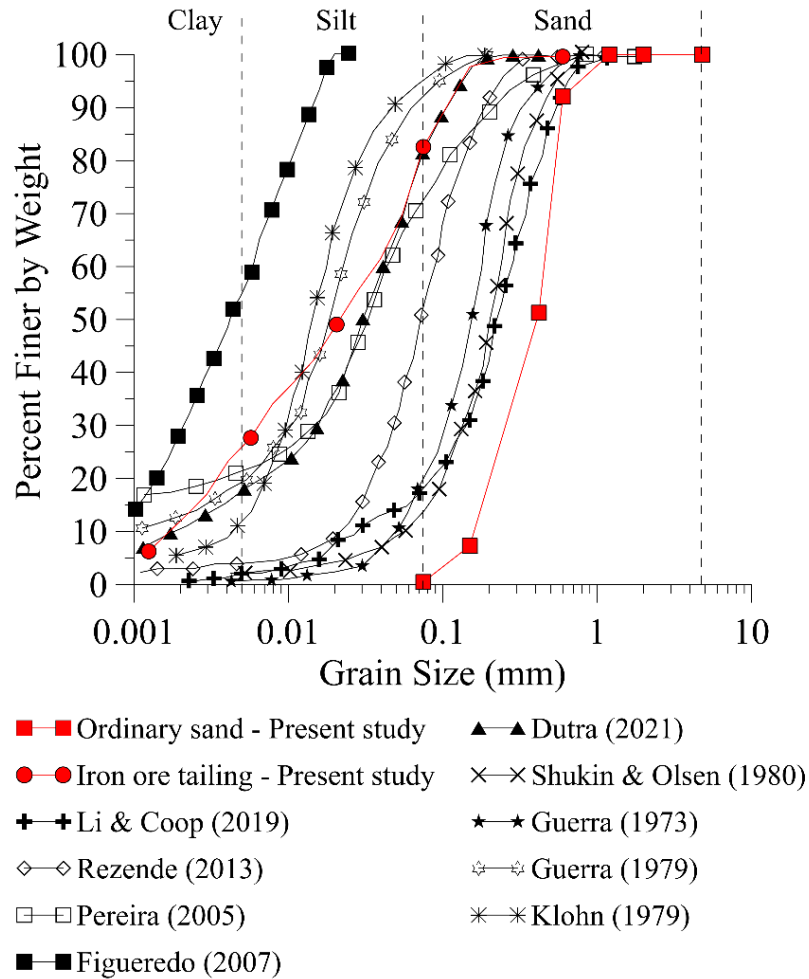 Clay Silt Sand
100
90
80
70
60
50
40
30
20
10
0
Percent Finer by Weight
0.001 0.01 0.1 1 10
Grain Size (mm)
Ordinary sand - Present study
Iron ore tailing - Present study
Li & Coop (2019)
Rezende (2013)
Pereira (2005)
Figueredo (2007)
Dutra (2021)
Shukin & Olsen (1980)
Guerra (1973)
Guerra (1979)
Klohn (1979)